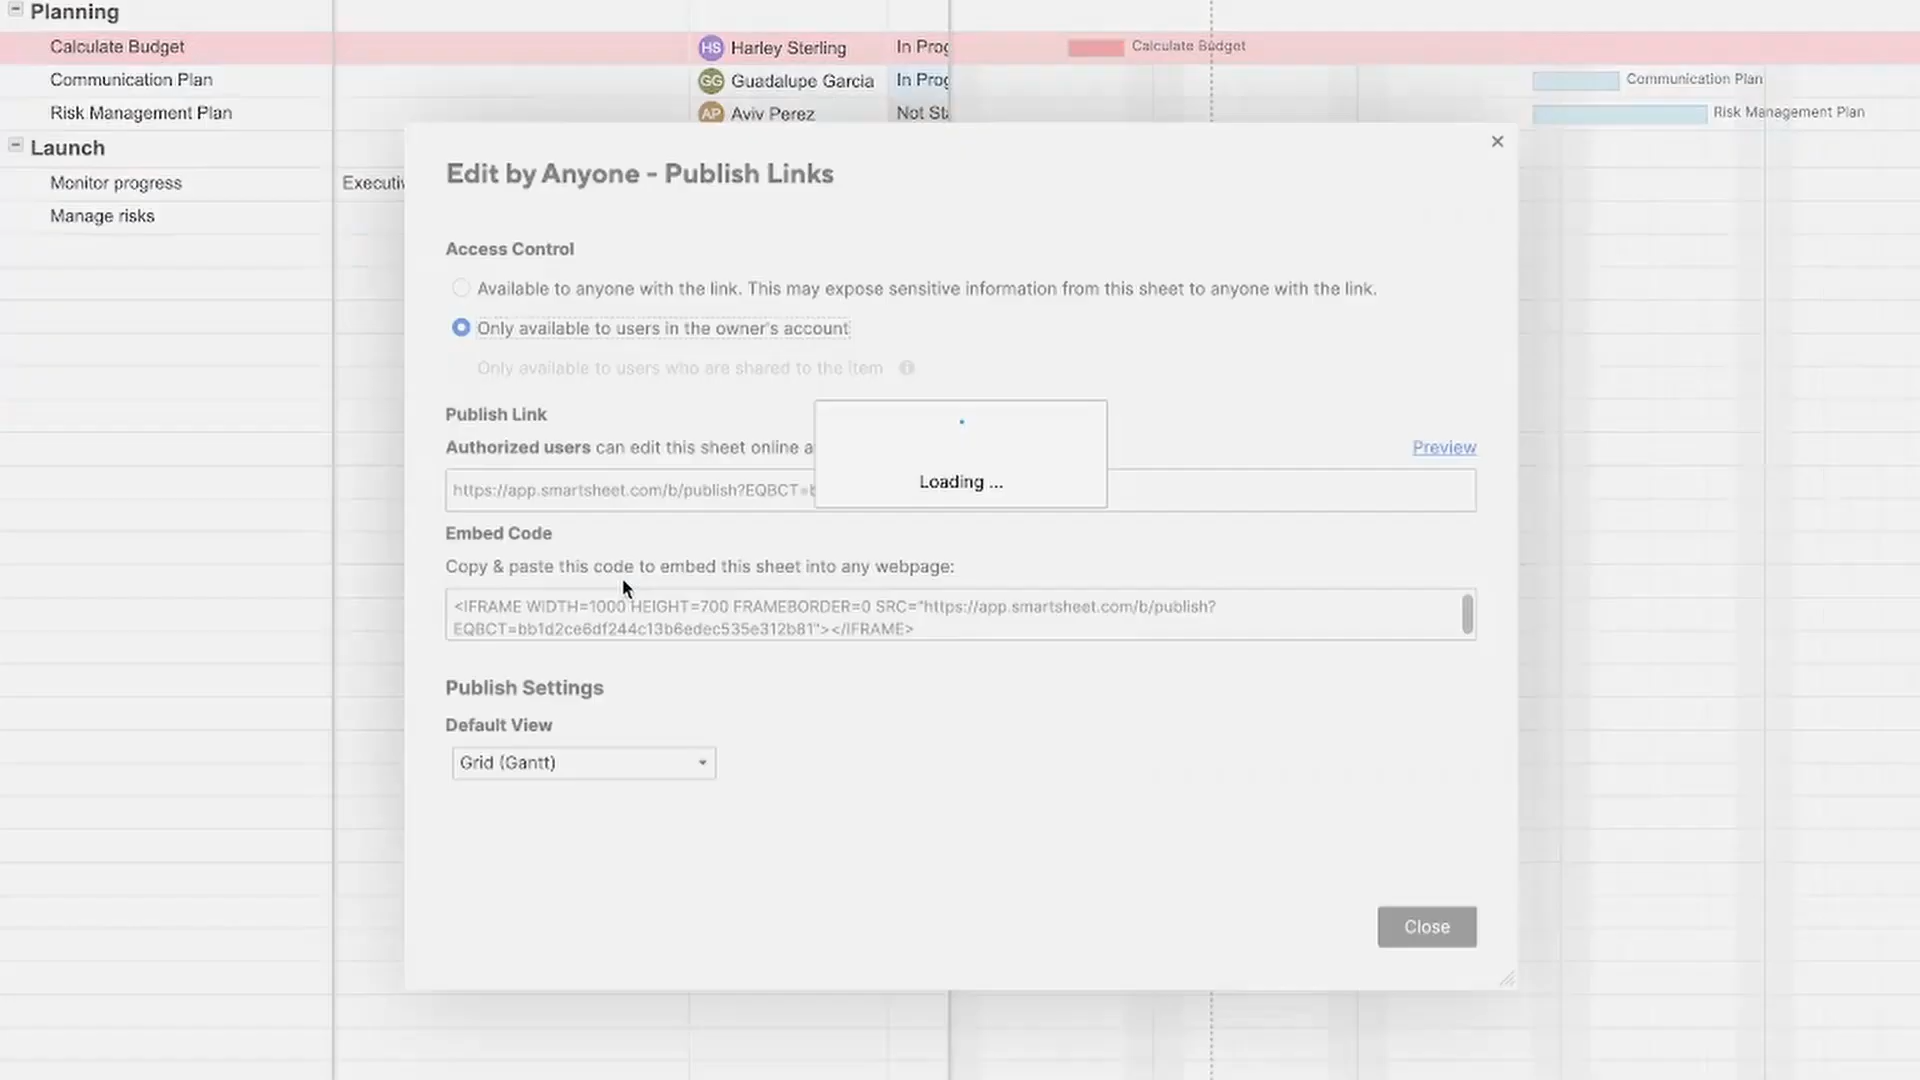 Planning
Calculate Budget HS Harley Sterling In Prog Calculate Budget
Communication Plan GG Guadalupe Garcia In Prog Communication Plan
Risk Management Plan AP Aviv Perez Not Sta Risk Management Plan
Launch
Monitor progress Executiv
Manage risks
Edit by Anyone - Publish Links
Access Control
Available to anyone with the link. This may expose sensitive information from this sheet to anyone with the link.
Only available to users in the owner's account
Only available to users who are shared to the item
Publish Link
Authorized users can edit this sheet online a Preview
https://app.smartsheet.com/b/publish?EQBCT=b
Loading ...
Embed Code
Copy & paste this code to embed this sheet into any webpage:
<IFRAME WIDTH=1000 HEIGHT=700 FRAMEBORDER=0 SRC="https://app.smartsheet.com/b/publish?
EQBCT=bb1d2ce6df244c13b6edec535e312b81"></IFRAME>
Publish Settings
Default View
Grid (Gantt)
Close